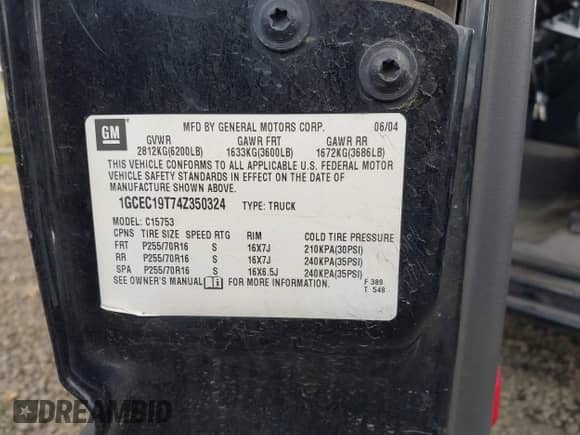 GM
MFD BY GENERAL MOTORS CORP. 06/04
GVWR GAWR FRT GAWR RR
2812KG(6200LB) 1633KG(3600LB) 1672KG(3686LB)
THIS VEHICLE CONFORMS TO ALL APPLICABLE U.S. FEDERAL MOTOR
VEHICLE SAFETY STANDARDS IN EFFECT ON THE DATE OF
MANUFACTURE SHOWN ABOVE.
1GCEC19T74Z350324 TYPE: TRUCK
MODEL: C15753
CPNS TIRE SIZE SPEED RTG RIM COLD TIRE PRESSURE
FRT P255/70R16 S 16X7J 210KPA(30PSI)
RR P255/70R16 S 16X7J 240KPA(35PSI)
SPA P255/70R16 S 16X6.5J 240KPA(35PSI)
SEE OWNER'S MANUAL FOR MORE INFORMATION.
F 389
T 548
DREAMBID